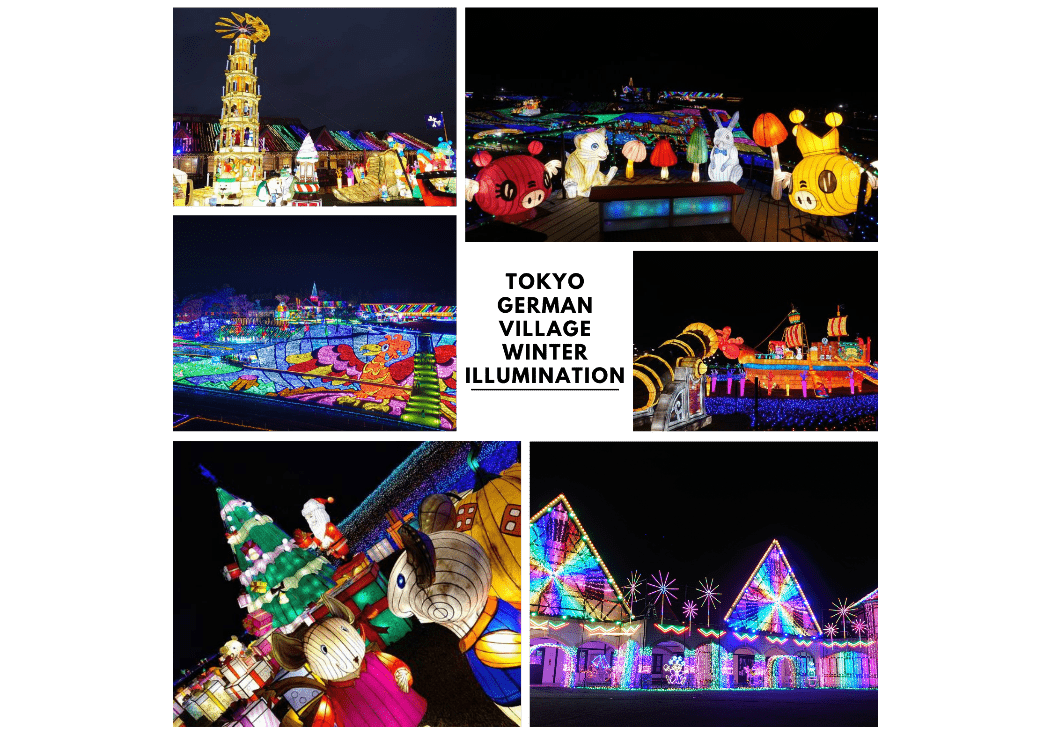 TOKYO
GERMAN
VILLAGE
WINTER
ILLUMINATION